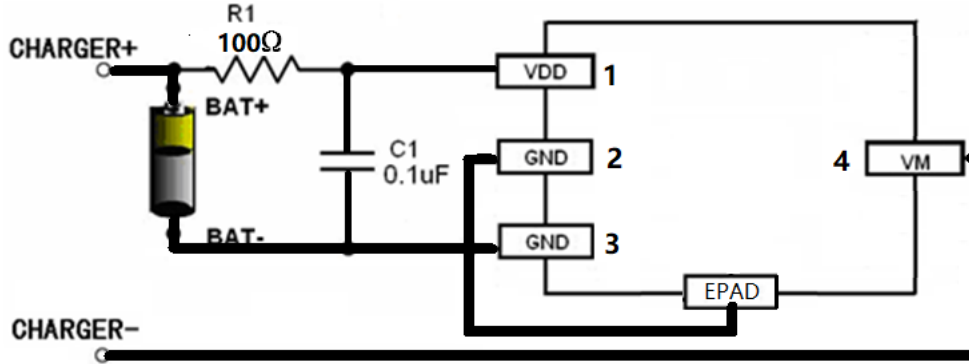 R1
CHARGER+
100Ω
VDD
1
BAT+
C1
0.1uF
GND
2
4
VM
BAT-
GND
3
EPAD
CHARGER-